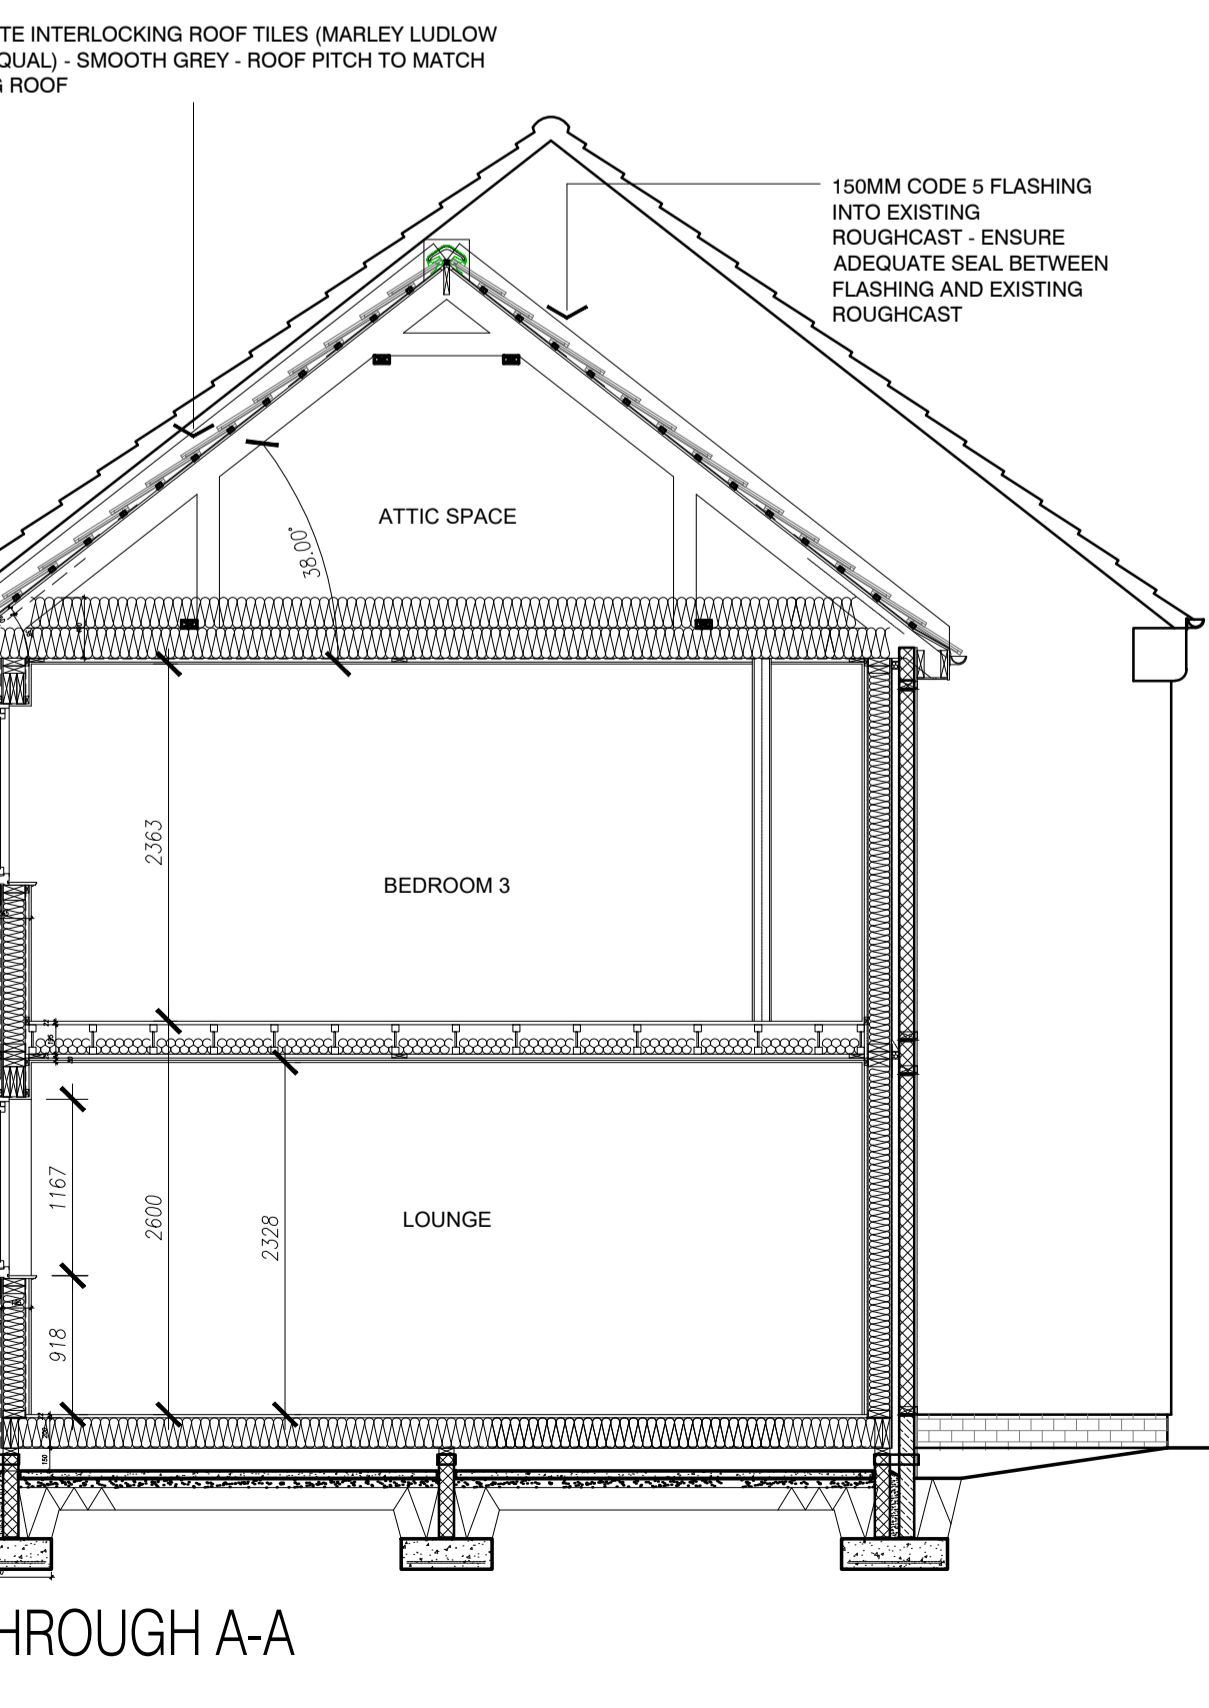 TE INTERLOCKING ROOF TILES (MARLEY LUDLOW
QUAL) - SMOOTH GREY - ROOF PITCH TO MATCH
G ROOF
150MM CODE 5 FLASHING
INTO EXISTING
ROUGHCAST - ENSURE
ADEQUATE SEAL BETWEEN
FLASHING AND EXISTING
ROUGHCAST
ATTIC SPACE
38.00°
2363
BEDROOM 3
1167
2600
2328
LOUNGE
918
150
HROUGH A-A